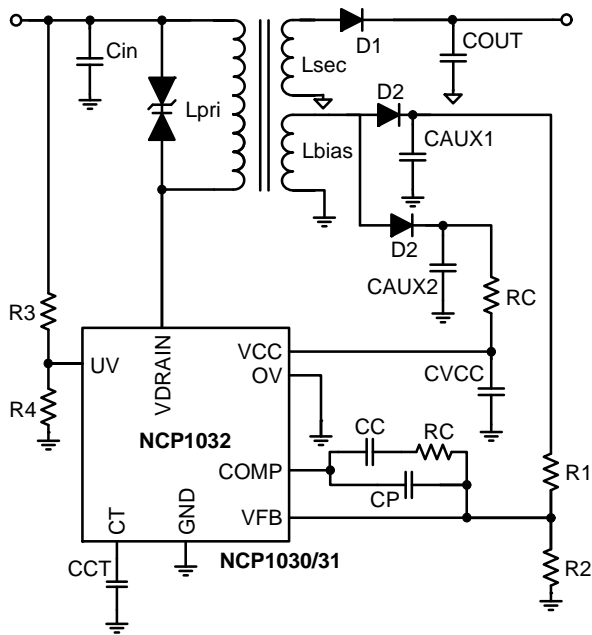 Cin
Lpri
Lsec
D1
COUT
D2
Lbias
CAUX1
D2
CAUX2
RC
R3
R4
UV
VDRAIN
VCC
OV
CVCC
NCP1032
CC
RC
COMP
CP
R1
CT
GND
VFB
CCT
NCP1030/31
R2